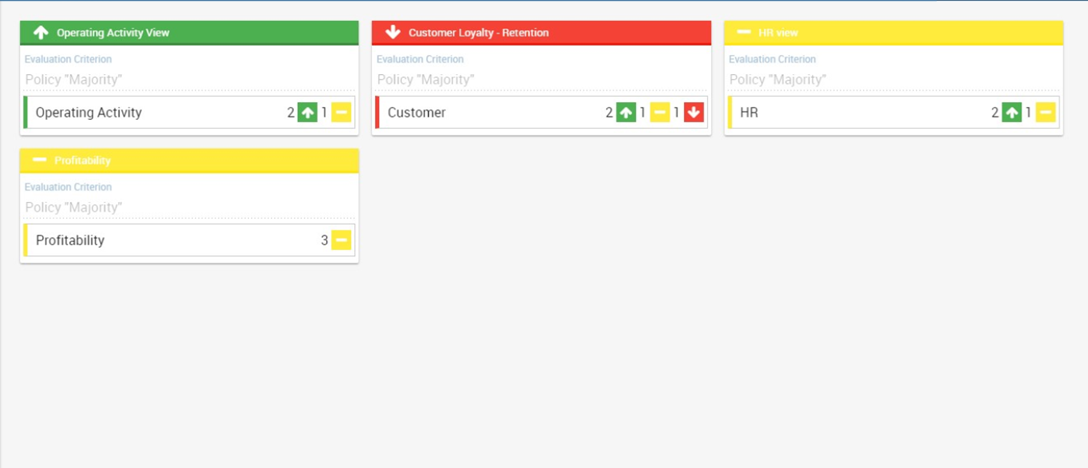 Operating Activity View
Evaluation Criterion
Policy "Majority"
Operating Activity 2 1
Customer Loyalty - Retention
Evaluation Criterion
Policy "Majority"
Customer 2 1 1
HR view
Evaluation Criterion
Policy "Majority"
HR 2 1
Profitability
Evaluation Criterion
Policy "Majority"
Profitability 3